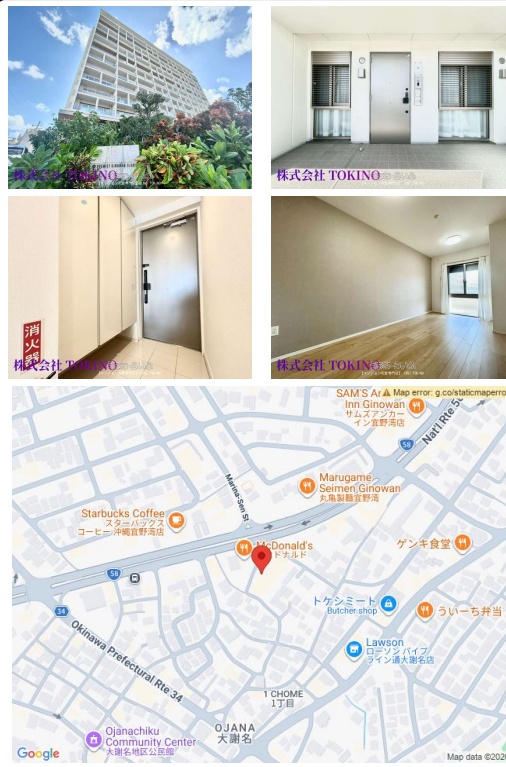 株式会社 TOKINO
株式会社 TOKINO
消火器
株式会社 TOKINO
株式会社 TOKINO
SAM'S A
Map error: g.co/staticmaperro
Inn Ginowan
サムズアンカー
イン宜野湾店
58
Nat'l Rte 58
Marina-Sen St
Marugame
Seimen Ginowan
丸亀製麺宜野湾
Starbucks Coffee
スターバックス
コーヒー 沖縄宜野湾店
McDonald's
ドナルド
ゲンキ食堂
58
34
トケシミート
Butcher shop
ういーち弁当
Okinawa Prefectural Rte 34
Lawson
ローソン パイプ
ライン通大謝名店
1 CHOME
1丁目
OJANA
大謝名
Ojanachiku
Community Center
大謝名地区公民館
Google
Map data ©2026